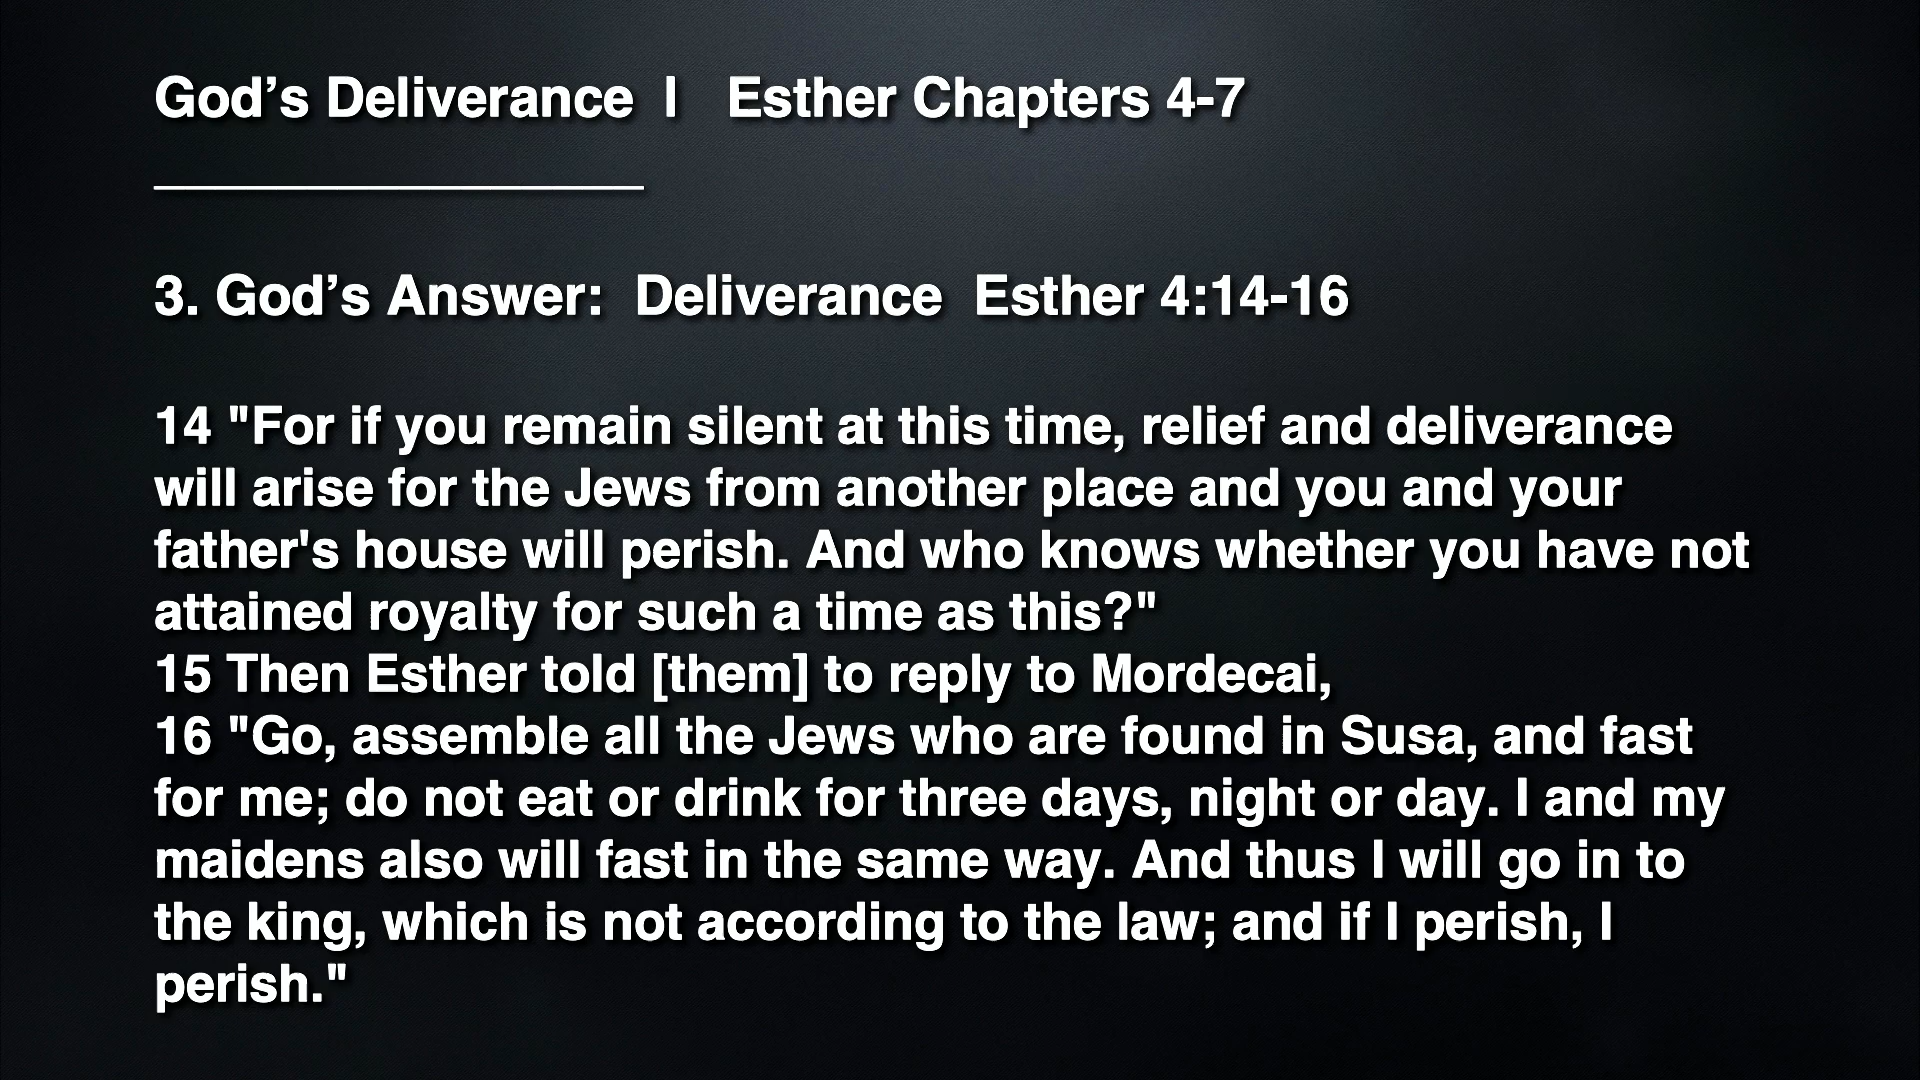 God’s Deliverance | Esther Chapters 4-7
3. God’s Answer: Deliverance Esther 4:14-16
14 "For if you remain silent at this time, relief and deliverance
will arise for the Jews from another place and you and your
father's house will perish. And who knows whether you have not
attained royalty for such a time as this?"
15 Then Esther told [them] to reply to Mordecai,
16 "Go, assemble all the Jews who are found in Susa, and fast
for me; do not eat or drink for three days, night or day. I and my
maidens also will fast in the same way. And thus I will go in to
the king, which is not according to the law; and if I perish, I
perish."